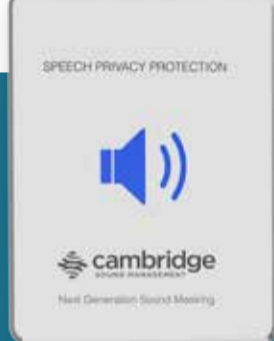 SPEECH PRIVACY PROTECTION
cambridge
SOUND MANAGEMENT
Next Generation Sound Masking